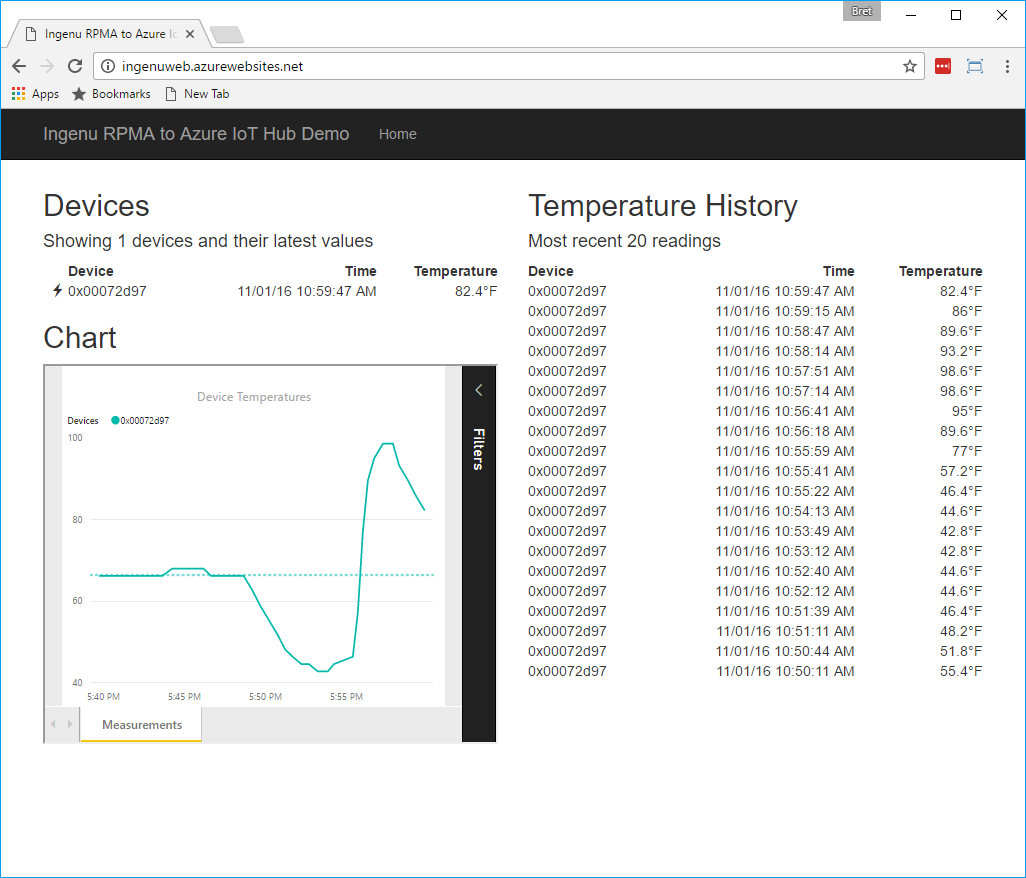 Bret
Ingenu RPMA to Azure Io
ingenuweb.azurewebsites.net
Apps Bookmarks New Tab
Ingenu RPMA to Azure IoT Hub Demo Home
Devices
Showing 1 devices and their latest values
Device Time Temperature
0x00072d97 11/01/16 10:59:47 AM 82.4°F
Chart
Device Temperatures
Devices 0x00072d97
100
80
60
40
5:40 PM 5:45 PM 5:50 PM 5:55 PM
Measurements
Filters
Temperature History
Most recent 20 readings
Device Time Temperature
0x00072d97 11/01/16 10:59:47 AM 82.4°F
0x00072d97 11/01/16 10:59:15 AM 86°F
0x00072d97 11/01/16 10:58:47 AM 89.6°F
0x00072d97 11/01/16 10:58:14 AM 93.2°F
0x00072d97 11/01/16 10:57:51 AM 98.6°F
0x00072d97 11/01/16 10:57:14 AM 98.6°F
0x00072d97 11/01/16 10:56:41 AM 95°F
0x00072d97 11/01/16 10:56:18 AM 89.6°F
0x00072d97 11/01/16 10:55:59 AM 77°F
0x00072d97 11/01/16 10:55:41 AM 57.2°F
0x00072d97 11/01/16 10:55:22 AM 46.4°F
0x00072d97 11/01/16 10:54:13 AM 44.6°F
0x00072d97 11/01/16 10:53:49 AM 42.8°F
0x00072d97 11/01/16 10:53:12 AM 42.8°F
0x00072d97 11/01/16 10:52:40 AM 44.6°F
0x00072d97 11/01/16 10:52:12 AM 44.6°F
0x00072d97 11/01/16 10:51:39 AM 46.4°F
0x00072d97 11/01/16 10:51:11 AM 48.2°F
0x00072d97 11/01/16 10:50:44 AM 51.8°F
0x00072d97 11/01/16 10:50:11 AM 55.4°F